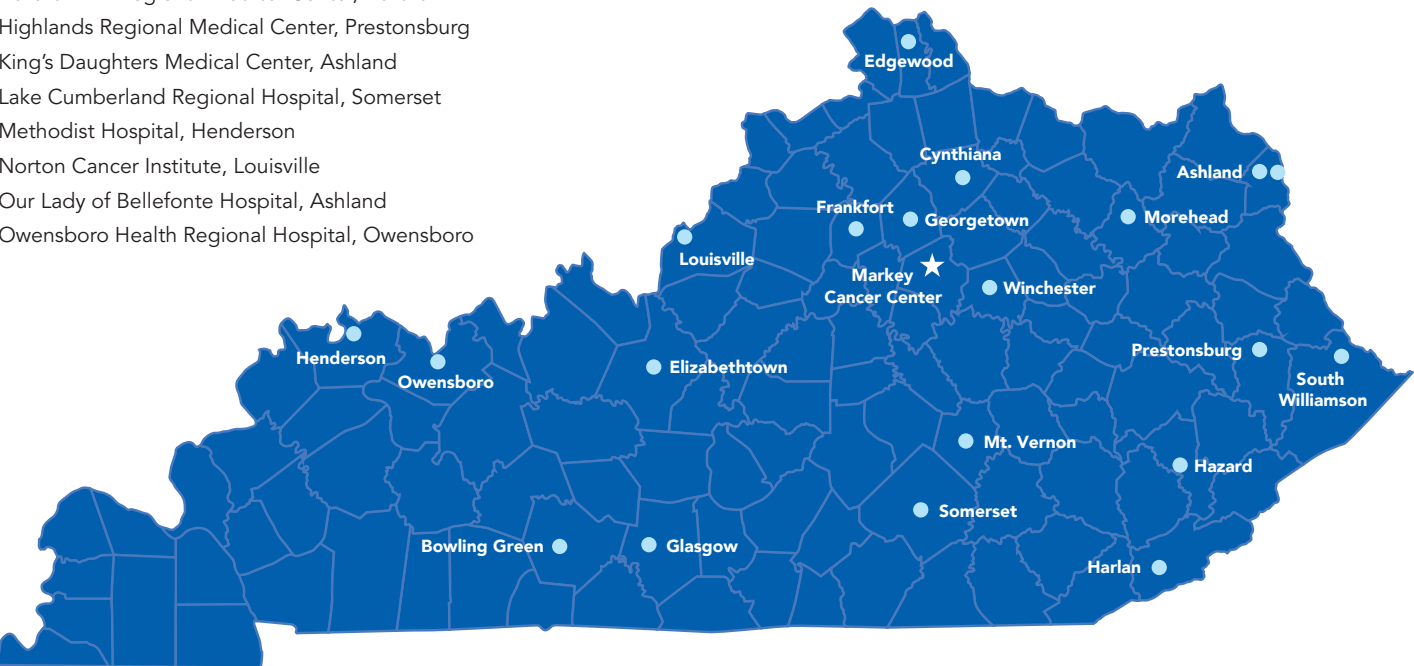 Highlands Regional Medical Center, Prestonsburg
King's Daughters Medical Center, Ashland
Lake Cumberland Regional Hospital, Somerset
Methodist Hospital, Henderson
Norton Cancer Institute, Louisville
Our Lady of Bellefonte Hospital, Ashland
Owensboro Health Regional Hospital, Owensboro
Edgewood
Cynthiana
Ashland
Frankfort
Georgetown
Morehead
Louisville
Markey
Cancer Center
Winchester
Henderson
Owensboro
Elizabethtown
Prestonsburg
South
Williamson
Mt. Vernon
Hazard
Somerset
Bowling Green
Glasgow
Harlan